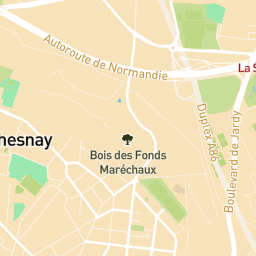 Autoroute de Normandie
La S
Duplex A86
Boulevard de Jardy
hesnay
Bois des Fonds
Maréchaux